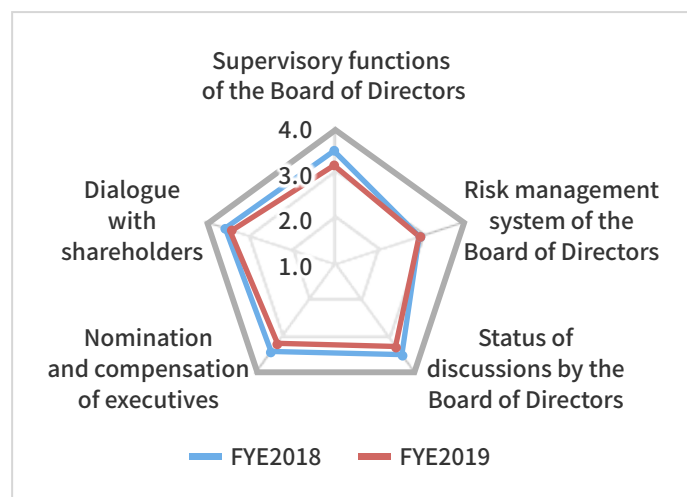 Supervisory functions
of the Board of Directors
4.0
3.0
2.0
1.0
Dialogue
with
shareholders
Risk management
system of the
Board of Directors
Nomination
and compensation
of executives
Status of
discussions by the
Board of Directors
FYE2018
FYE2019